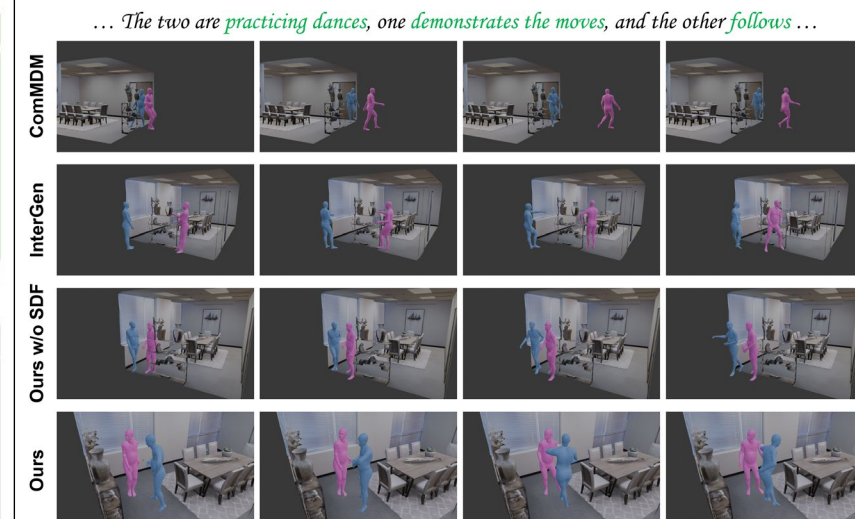 … The two are practicing dances, one demonstrates the moves, and the other follows …
ComMDM
InterGen
Ours w/o SDF
Ours